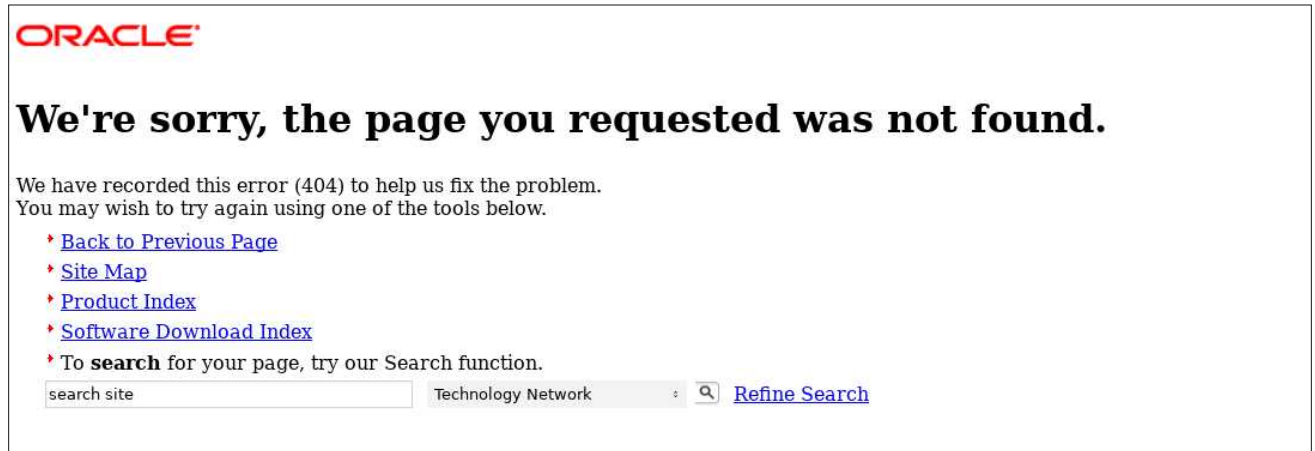 ORACLE
We're sorry, the page you requested was not found.
We have recorded this error (404) to help us fix the problem.
You may wish to try again using one of the tools below.
Back to Previous Page
Site Map
Product Index
Software Download Index
To search for your page, try our Search function.
search site Technology Network Refine Search